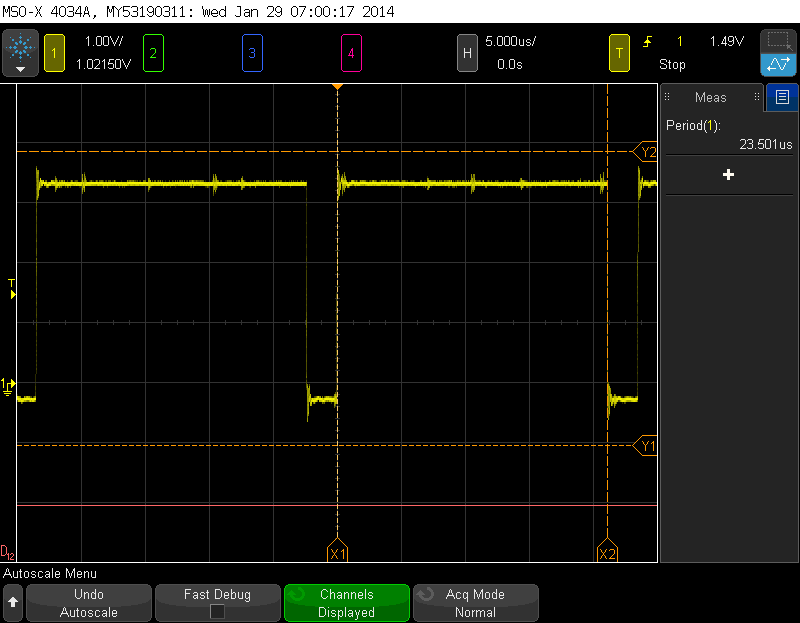 MSO-X 4034A, MY53190311: Wed Jan 29 07:00:17 2014
1 1.00V/ 2 3 4 H 5.000us/ T 1 1.49V
1.02150V 0.0s Stop
Meas
Period(1):
23.501us
Y2
T
1
Y1
D12
X1 X2
Autoscale Menu
Undo Autoscale
Fast Debug
Channels Displayed
Acq Mode Normal